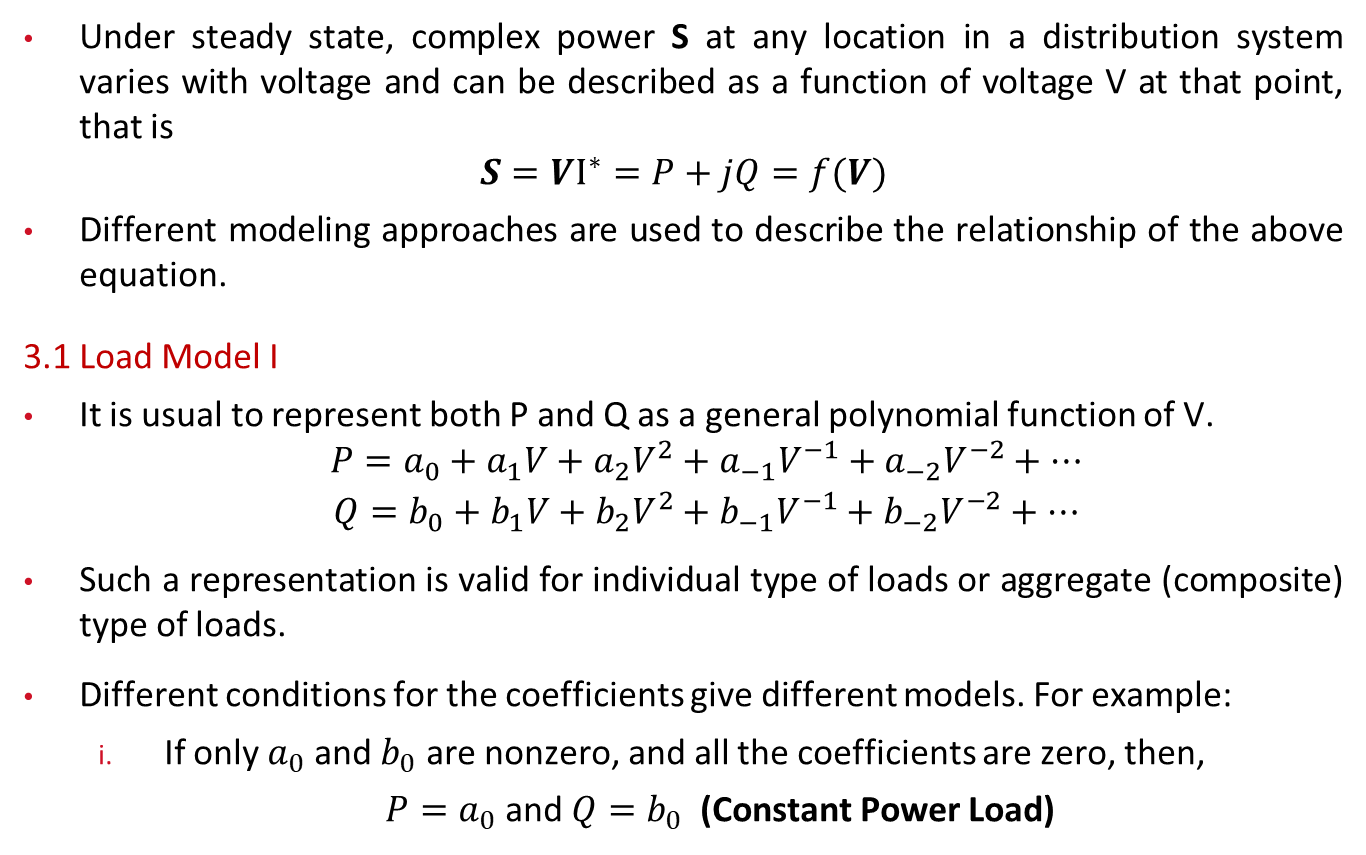 • Under steady state, complex power S at any location in a distribution system
varies with voltage and can be described as a function of voltage V at that point,
that is
S = VI* = P + jQ = f(V)
• Different modeling approaches are used to describe the relationship of the above
equation.
3.1 Load Model I
• It is usual to represent both P and Q as a general polynomial function of V.
P = a₀ + a₁V + a₂V² + a₋₁V⁻¹ + a₋₂V⁻² + ⋯
Q = b₀ + b₁V + b₂V² + b₋₁V⁻¹ + b₋₂V⁻² + ⋯
• Such a representation is valid for individual type of loads or aggregate (composite)
type of loads.
• Different conditions for the coefficients give different models. For example:
i. If only a₀ and b₀ are nonzero, and all the coefficients are zero, then,
P = a₀ and Q = b₀ (Constant Power Load)